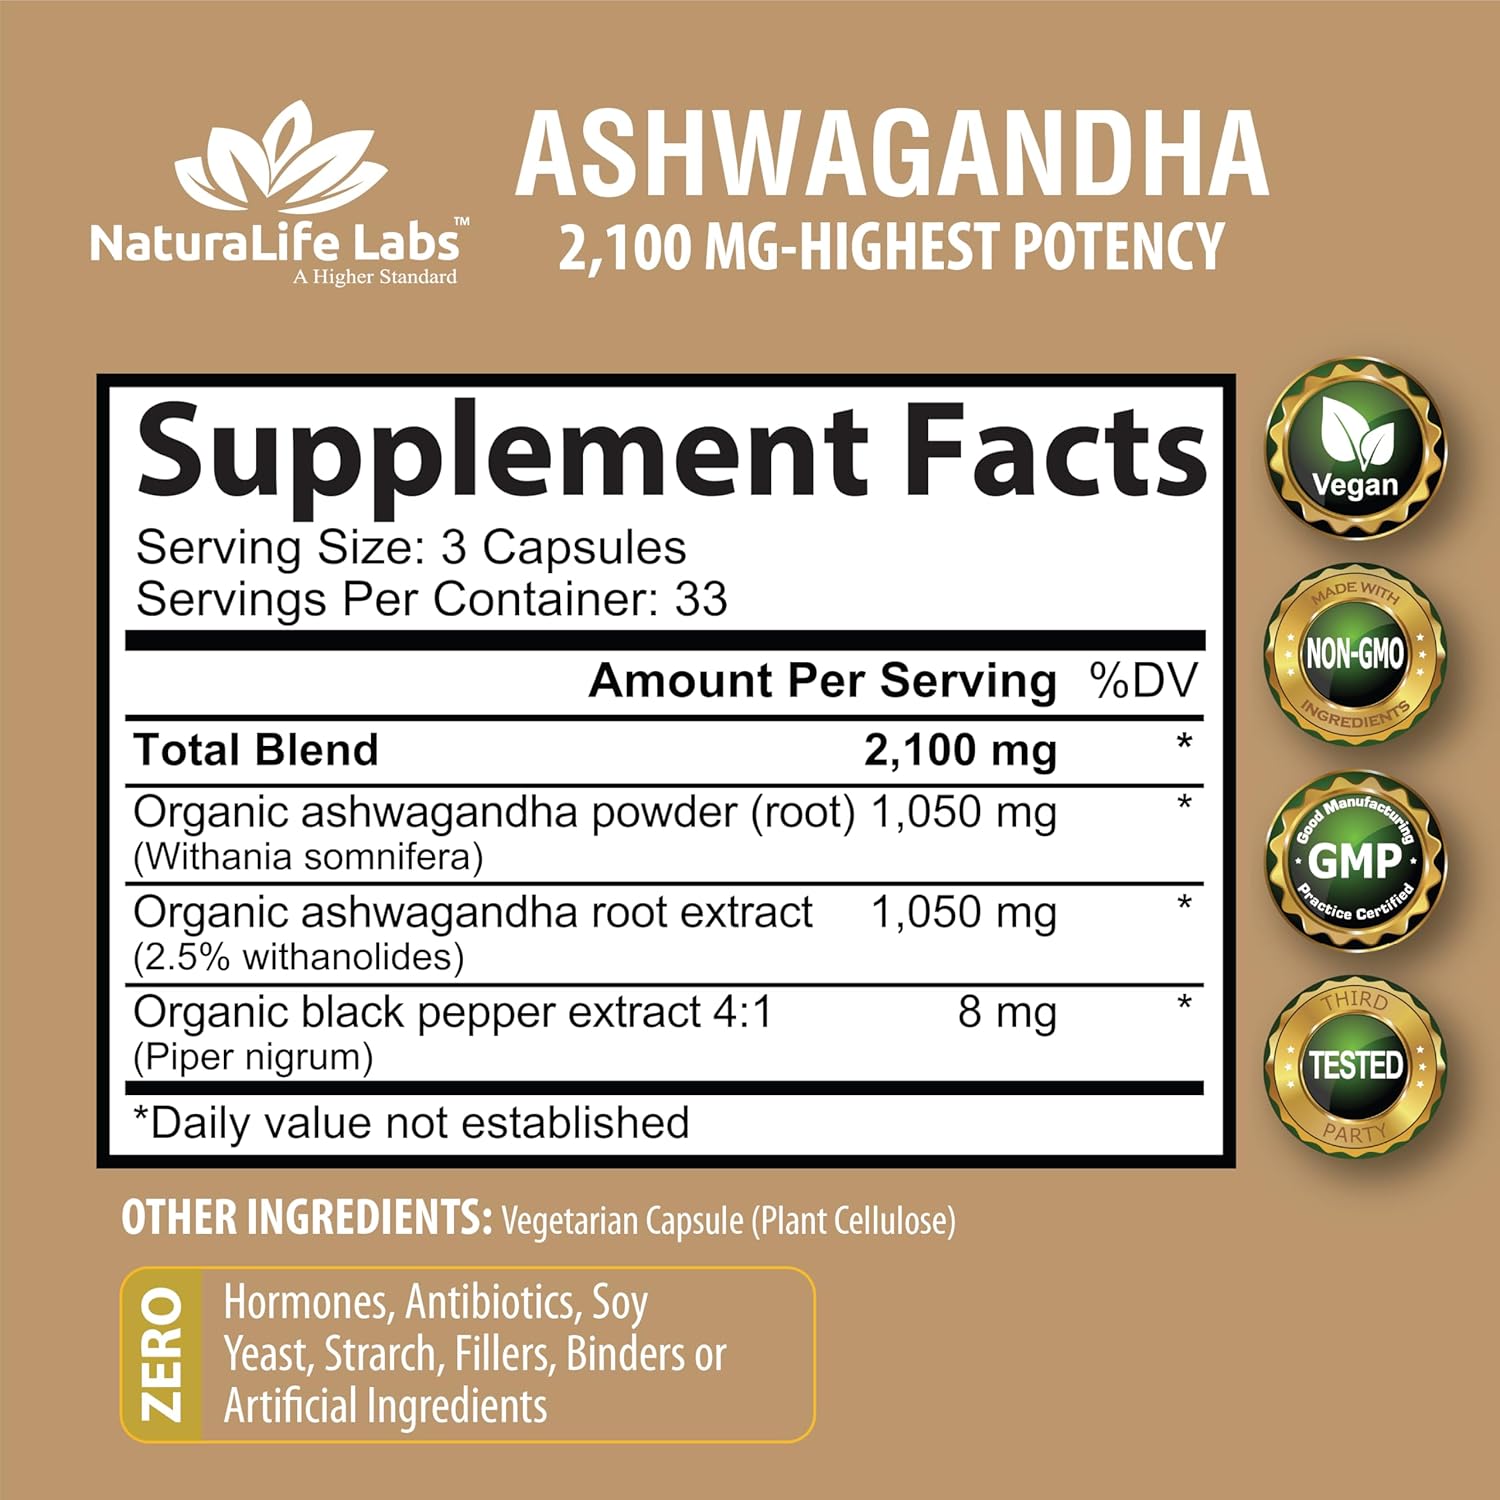 NaturaLife Labs™
A Higher Standard
ASHWAGANDHA
2,100 MG-HIGHEST POTENCY
Supplement Facts
Serving Size: 3 Capsules
Servings Per Container: 33
Amount Per Serving %DV
Total Blend 2,100 mg *
Organic ashwagandha powder (root) 1,050 mg *
(Withania somnifera)
Organic ashwagandha root extract 1,050 mg *
(2.5% withanolides)
Organic black pepper extract 4:1 8 mg *
(Piper nigrum)
*Daily value not established
Vegan
MADE WITH
NON-GMO
INGREDIENTS
Good Manufacturing
GMP
Practice Certified
THIRD
TESTED
PARTY
OTHER INGREDIENTS: Vegetarian Capsule (Plant Cellulose)
ZERO
Hormones, Antibiotics, Soy
Yeast, Strarch, Fillers, Binders or
Artificial Ingredients